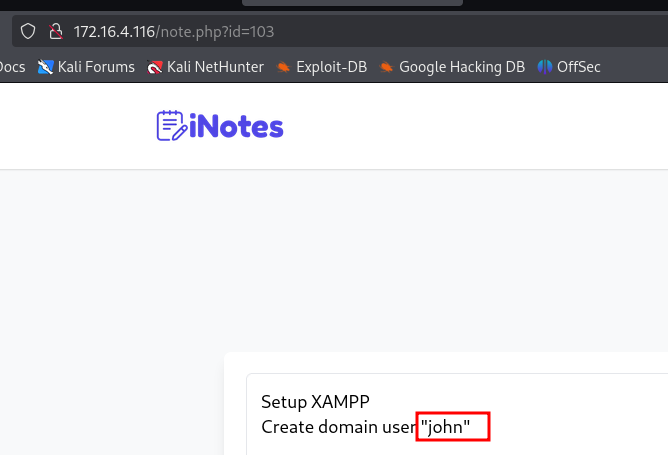 172.16.4.116/note.php?id=103
Docs Kali Forums Kali NetHunter Exploit-DB Google Hacking DB OffSec
iNotes
Setup XAMPP
Create domain user "john"